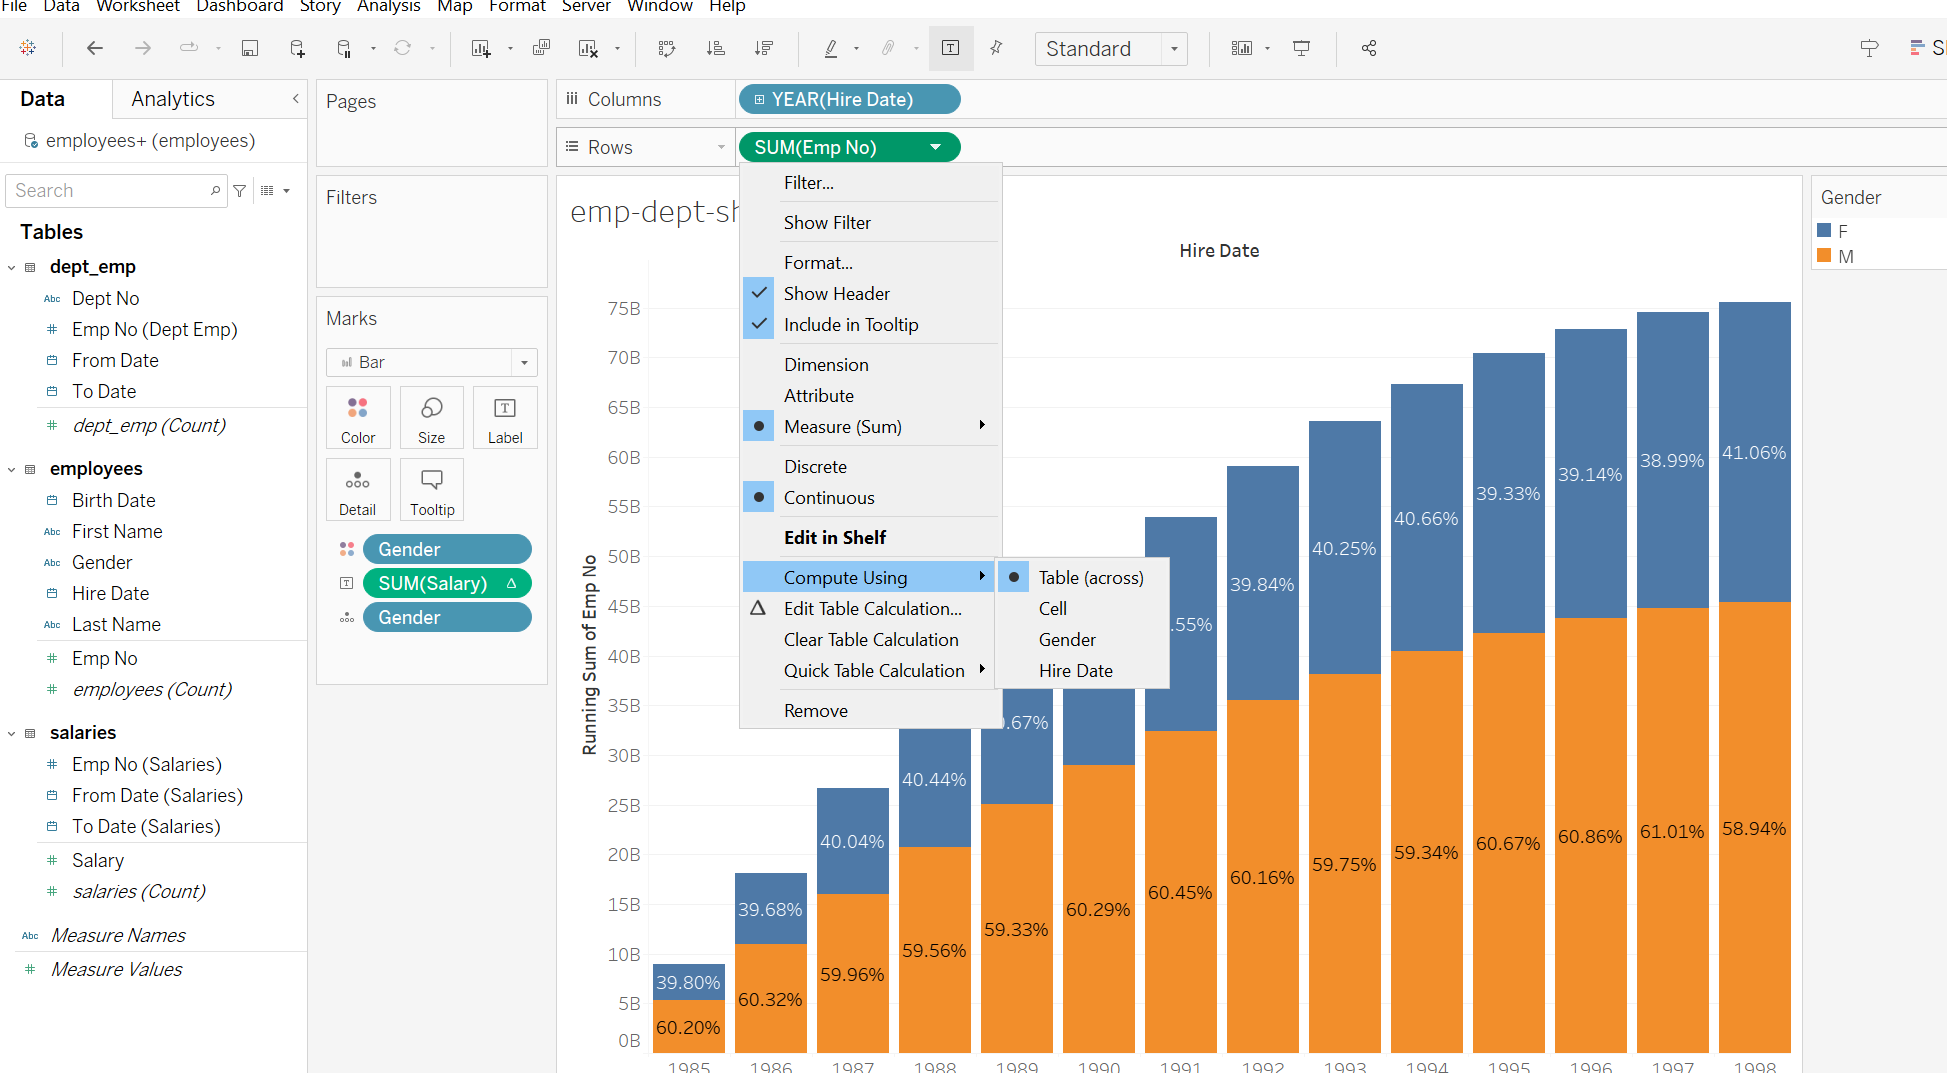 File Data Worksheet Dashboard Story Analysis Map Format Server Window Help
Standard
Data Analytics
employees+ (employees)
Search
Tables
dept_emp
Abc Dept No
# Emp No (Dept Emp)
From Date
To Date
# dept_emp (Count)
employees
Birth Date
Abc First Name
Abc Gender
Hire Date
Abc Last Name
# Emp No
# employees (Count)
salaries
# Emp No (Salaries)
From Date (Salaries)
To Date (Salaries)
# Salary
# salaries (Count)
Abc Measure Names
# Measure Values
Pages
Filters
Marks
Bar
Color Size Label
Detail Tooltip
Gender
SUM(Salary) Δ
Gender
Columns YEAR(Hire Date)
Rows SUM(Emp No)
emp-dept-sh
Filter...
Show Filter
Format...
Show Header
Include in Tooltip
Dimension
Attribute
Measure (Sum)
Discrete
Continuous
Edit in Shelf
Compute Using
Δ Edit Table Calculation...
Clear Table Calculation
Quick Table Calculation
Remove
Table (across)
Cell
Gender
Hire Date
Hire Date
Running Sum of Emp No
75B
70B
65B
60B
55B
50B
45B
40B
35B
30B
25B
20B
15B
10B
5B
0B
39.80%
60.20%
39.68%
60.32%
40.04%
59.96%
40.44%
59.56%
.67%
59.33%
60.29%
.55%
60.45%
39.84%
60.16%
40.25%
59.75%
40.66%
59.34%
39.33%
60.67%
39.14%
60.86%
38.99%
61.01%
41.06%
58.94%
1985 1986 1987 1988 1989 1990 1991 1992 1993 1994 1995 1996 1997 1998
Gender
F
M